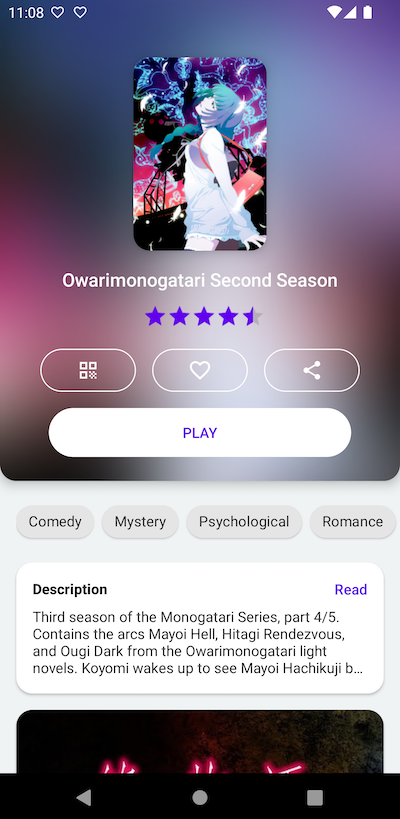 11:08
Owarimonogatari Second Season
PLAY
Comedy
Mystery
Psychological
Romance
Description
Read
Third season of the Monogatari Series, part 4/5.
Contains the arcs Mayoi Hell, Hitagi Rendezvous,
and Ougi Dark from the Owarimonogatari light
novels. Koyomi wakes up to see Mayoi Hachikuji b…